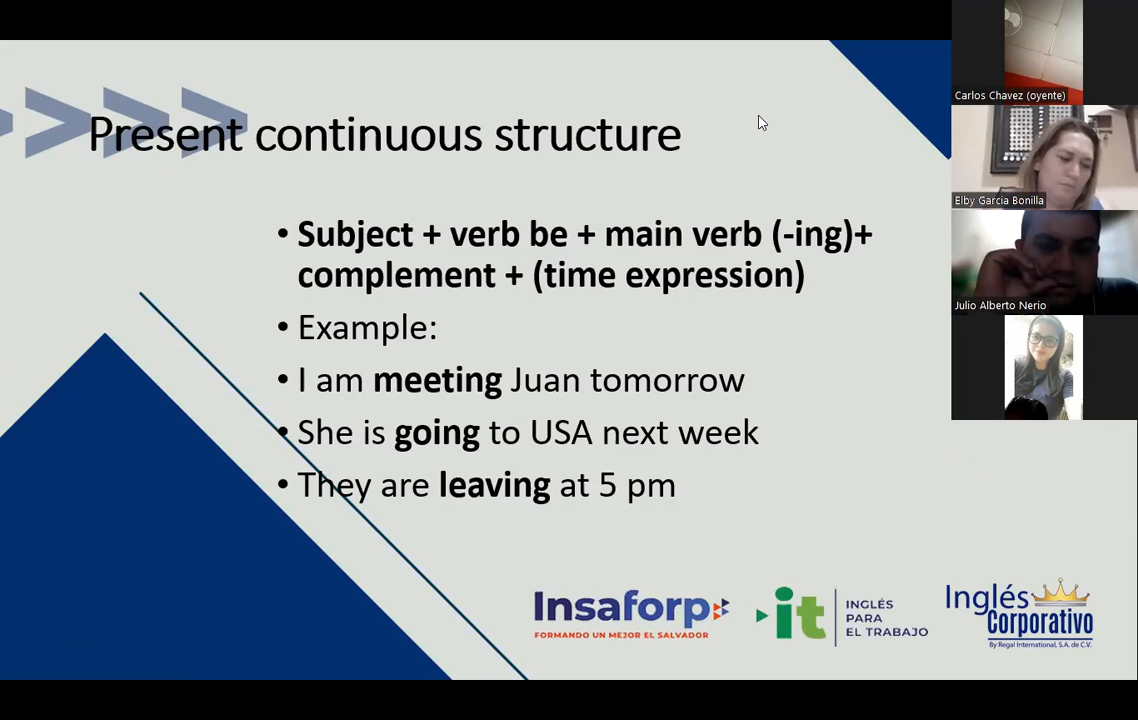 Present continuous structure
• Subject + verb be + main verb (-ing)+
complement + (time expression)
• Example:
• I am meeting Juan tomorrow
• She is going to USA next week
• They are leaving at 5 pm
Insaforp
FORMANDO UN MEJOR EL SALVADOR
it
INGLÉS
PARA
EL TRABAJO
Inglés
Corporativo
By Regal International, S.A. de C.V.
Carlos Chavez (oyente)
Elby Garcia Bonilla
Julio Alberto Nerio